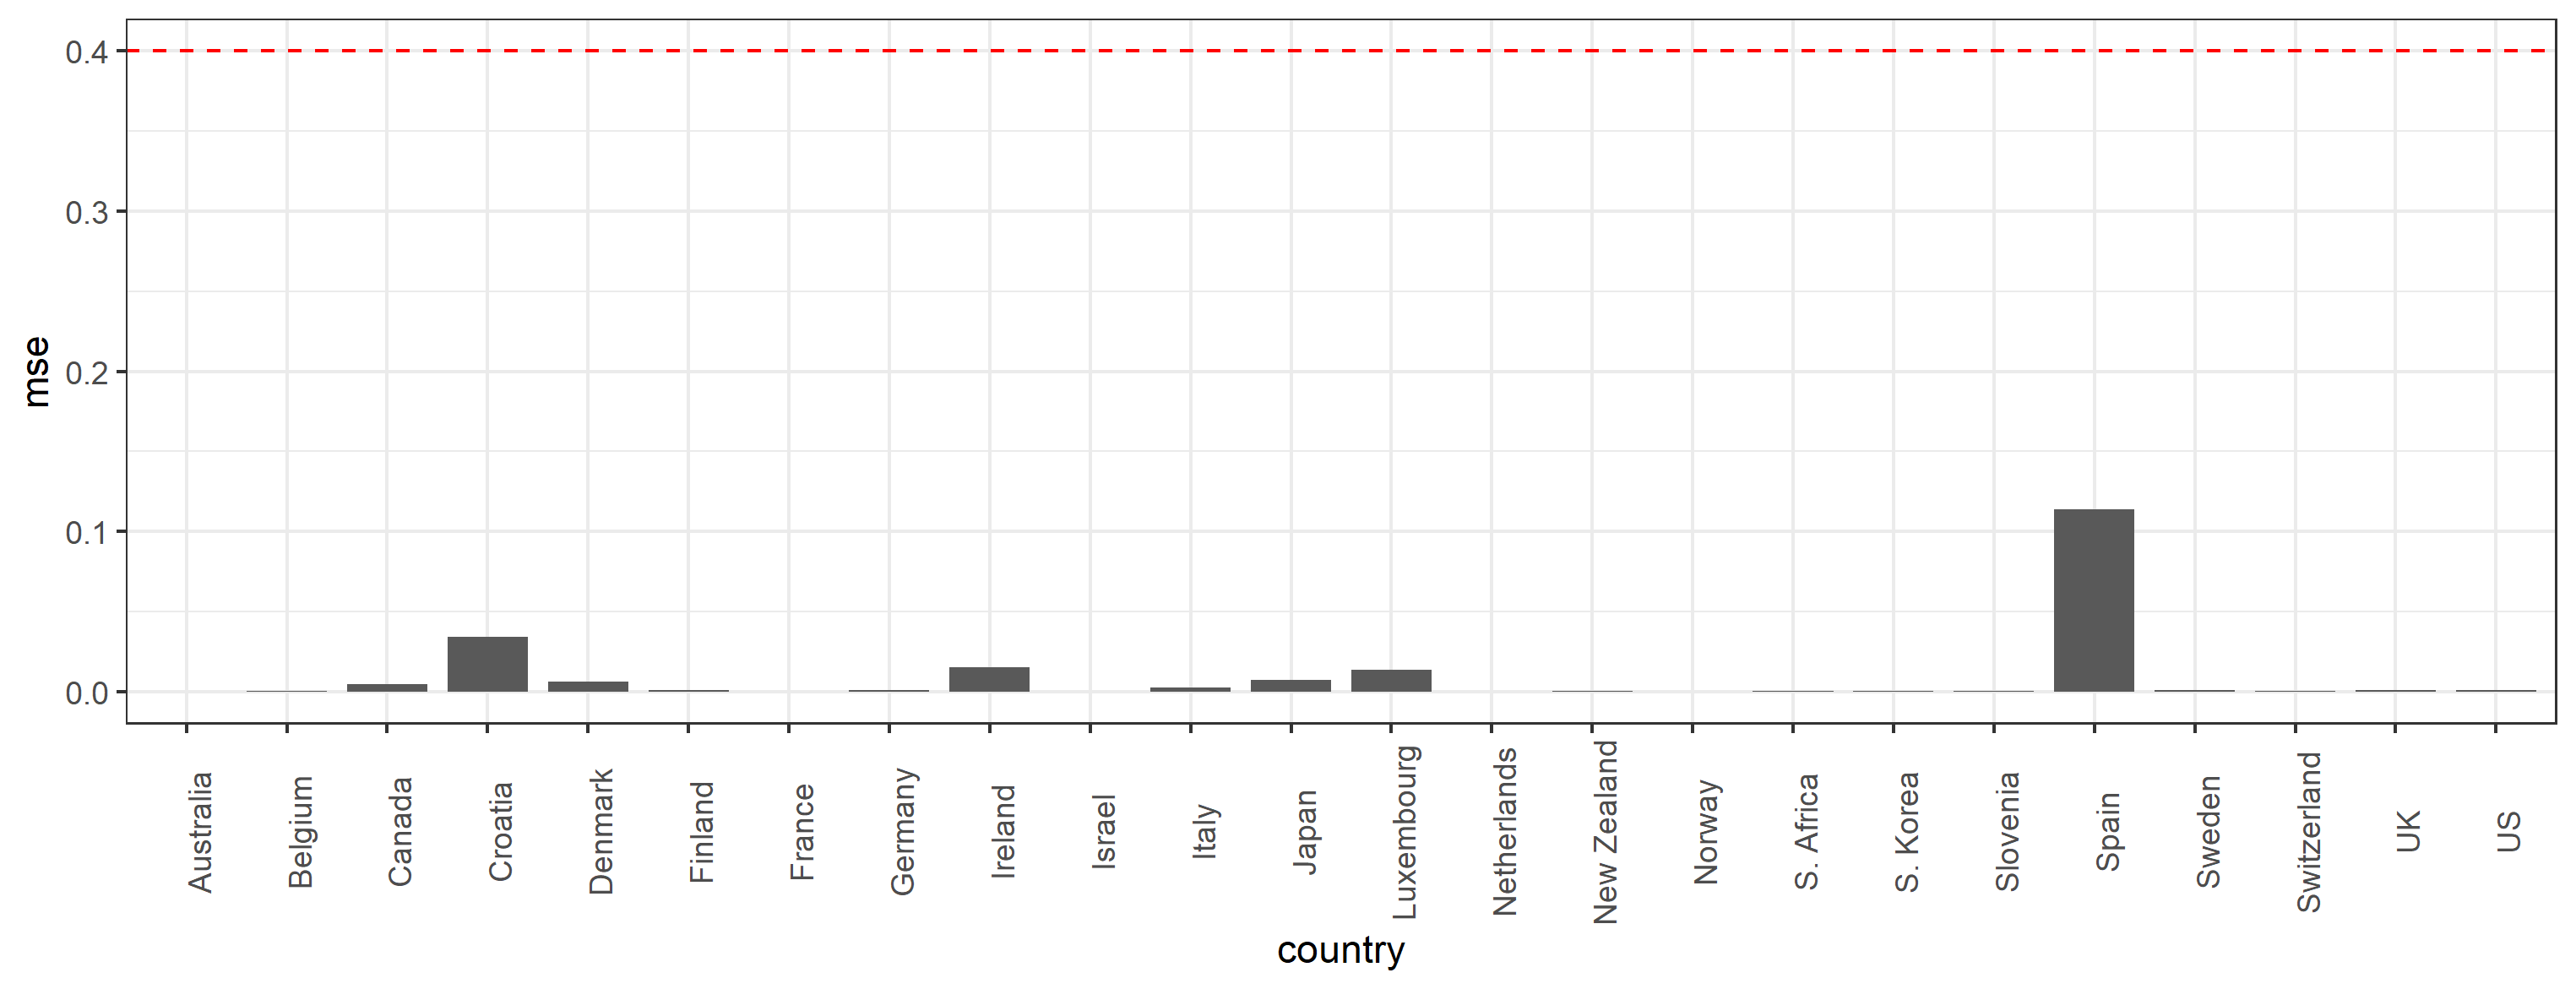 mse
0.4
0.3
0.2
0.1
0.0
Australia
Belgium
Canada
Croatia
Denmark
Finland
France
Germany
Ireland
Israel
Italy
Japan
Luxembourg
Netherlands
New Zealand
Norway
S. Africa
S. Korea
Slovenia
Spain
Sweden
Switzerland
UK
US
country